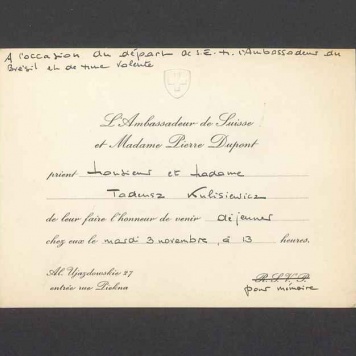 A l'occasion du départ de S.E. M. l'Ambassadeur du
Brésil et de Mme Valente
L'Ambassadeur de Suisse
et Madame Pierre Dupont
prient Monsieur et Madame
Tadeusz Kulisiewicz
de leur faire l'honneur de venir déjeuner
chez eux le mardi 3 novembre, à 13 heures.
Al. Ujazdowskie 27
entrée rue Piękna
R.S.V.P.
pour mémoire